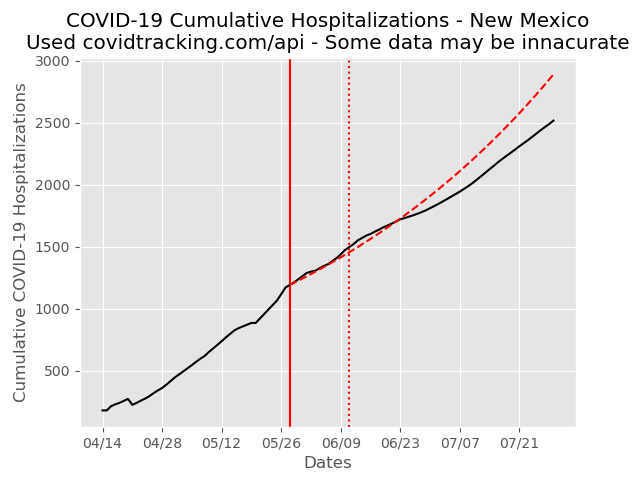 COVID-19 Cumulative Hospitalizations - New Mexico
Used covidtracking.com/api - Some data may be innacurate
Cumulative COVID-19 Hospitalizations
3000
2500
2000
1500
1000
500
04/14 04/28 05/12 05/26 06/09 06/23 07/07 07/21
Dates